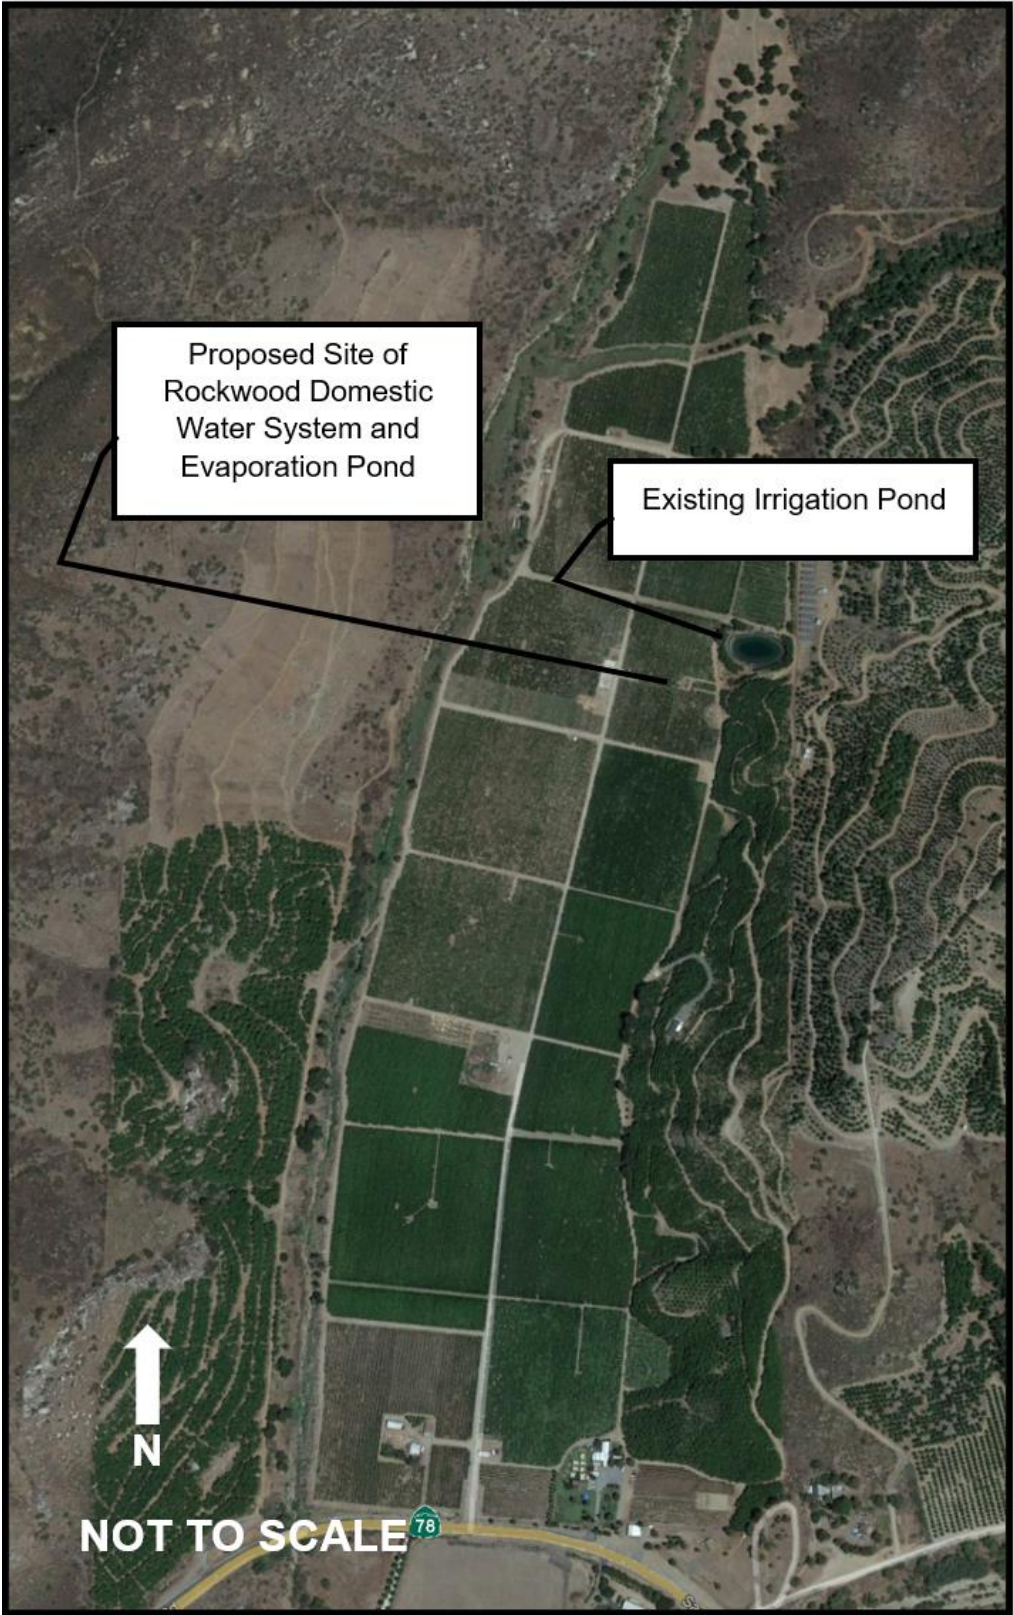 Proposed Site of
Rockwood Domestic
Water System and
Evaporation Pond
Existing Irrigation Pond
N
NOT TO SCALE
78